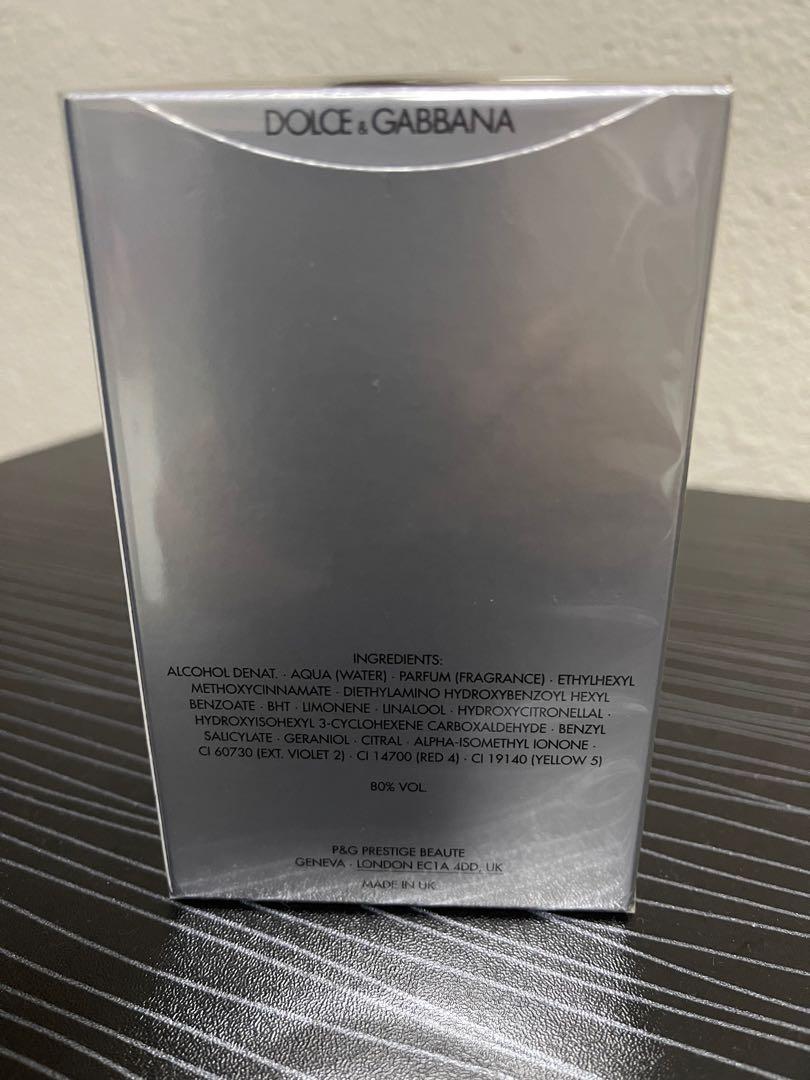 DOLCE & GABBANA
INGREDIENTS:
ALCOHOL DENAT. · AQUA (WATER) · PARFUM (FRAGRANCE) · ETHYLHEXYL
METHOXYCINNAMATE · DIETHYLAMINO HYDROXYBENZOYL HEXYL
BENZOATE · BHT · LIMONENE · LINALOOL · HYDROXYCITRONELLAL ·
HYDROXYISOHEXYL 3-CYCLOHEXENE CARBOXALDEHYDE · BENZYL
SALICYLATE · GERANIOL · CITRAL · ALPHA-ISOMETHYL IONONE ·
CI 60730 (EXT. VIOLET 2) · CI 14700 (RED 4) · CI 19140 (YELLOW 5)
80% VOL.
P&G PRESTIGE BEAUTE
GENEVA · LONDON EC1A 4DD, UK
MADE IN UK